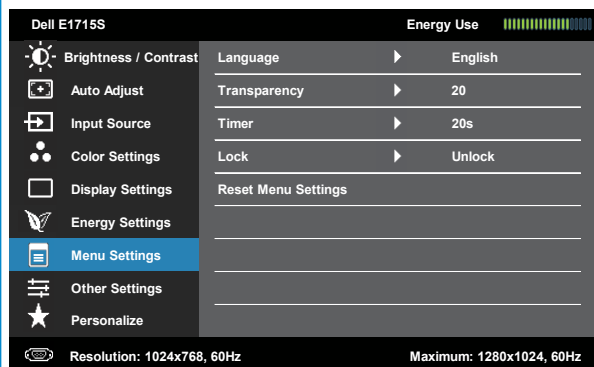 Dell E1715S Energy Use
Brightness / Contrast Language English
Auto Adjust Transparency 20
Input Source Timer 20s
Color Settings Lock Unlock
Display Settings Reset Menu Settings
Energy Settings
Menu Settings
Other Settings
Personalize
Resolution: 1024x768, 60Hz Maximum: 1280x1024, 60Hz